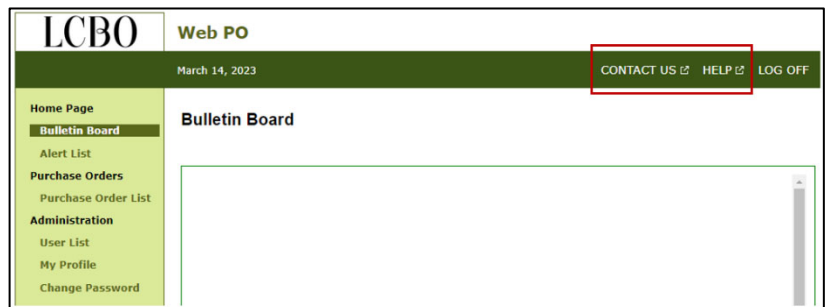 LCBO
Web PO
March 14, 2023
CONTACT US HELP LOG OFF
Home Page
Bulletin Board
Alert List
Purchase Orders
Purchase Order List
Administration
User List
My Profile
Change Password
Bulletin Board